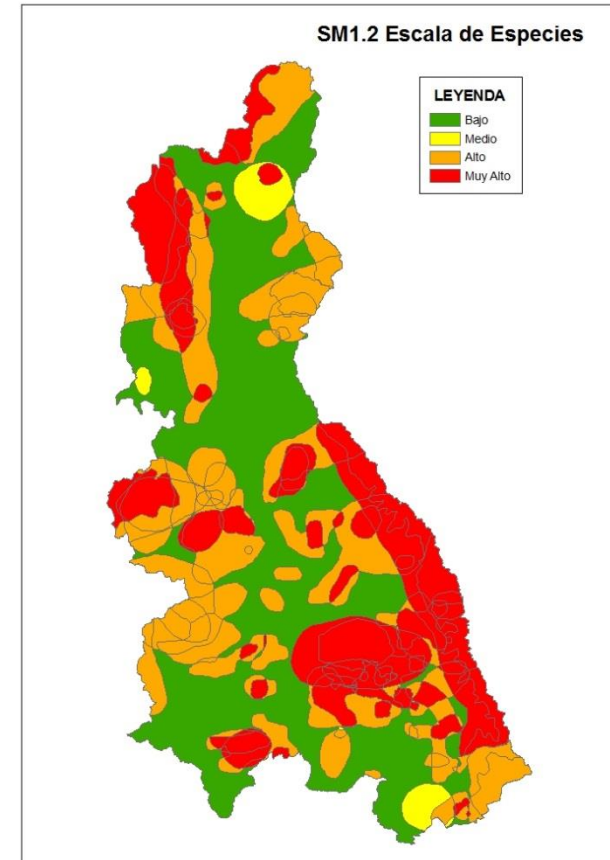 SM1.2 Escala de Especies
LEYENDA
Bajo
Medio
Alto
Muy Alto